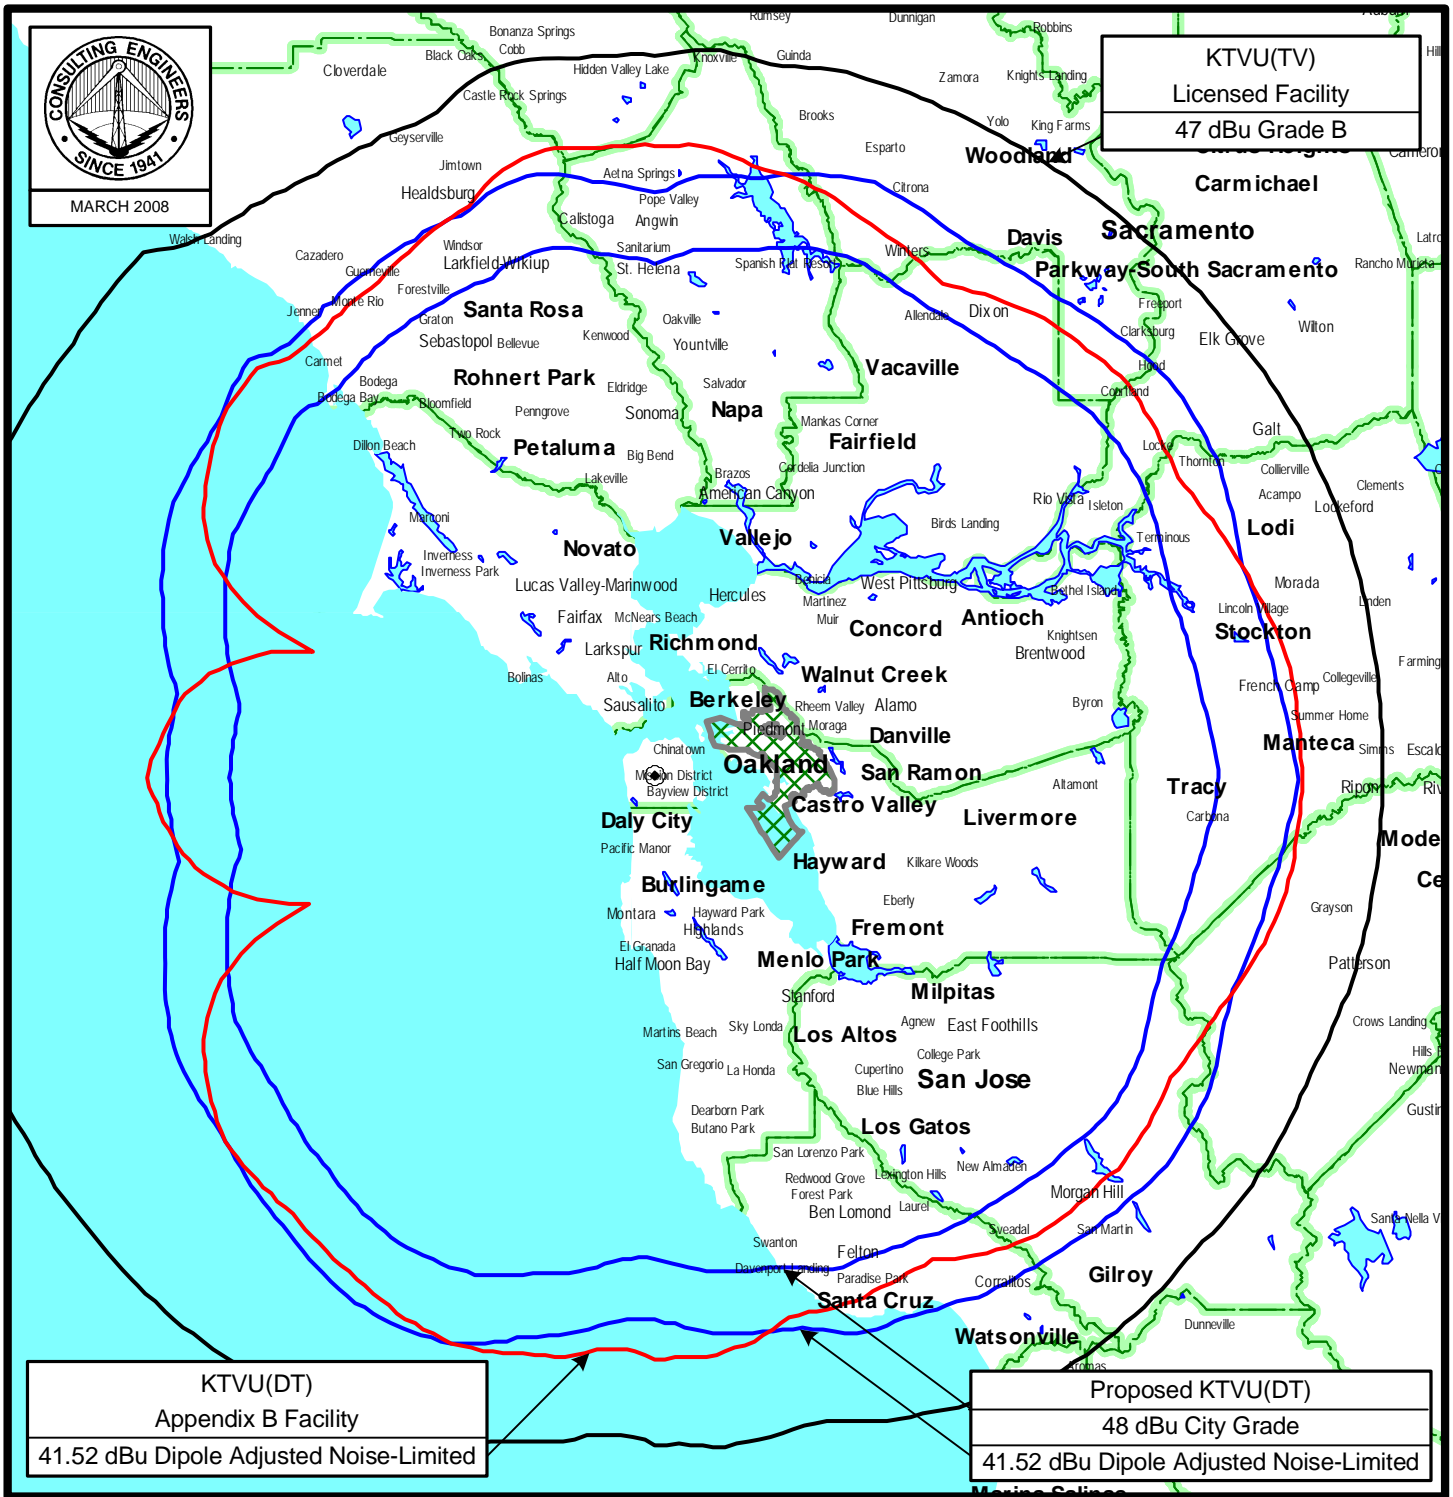 Rumsey
Dunnigan
Robbins
Bonanza Springs
Cobb
Black Oaks
Knoxville
Guinda
Cloverdale
Hidden Valley Lake
Zamora
Knights Landing
KTVU(TV)
Licensed Facility
47 dBu Grade B
CONSULTING ENGINEERS
SINCE 1941
MARCH 2008
Castle Rock Springs
Brooks
Yolo
King Farms
Geyserville
Esparto
Woodland
Jimtown
Aetna Springs
Carmichael
Healdsburg
Pope Valley
Citrona
Calistoga
Angwin
Walsh Landing
Windsor
Sanitarium
Winters
Davis
Sacramento
Cazadero
Larkfield-Wikiup
St. Helena
Spanish Flat Resort
Parkway-South Sacramento
Rancho Murieta
Guerneville
Forestville
Monte Rio
Jenner
Santa Rosa
Oakville
Allendale
Dixon
Freeport
Wilton
Graton
Sebastopol
Bellevue
Kenwood
Yountville
Clarksburg
Elk Grove
Carmet
Vacaville
Hood
Bodega
Rohnert Park
Eldridge
Salvador
Courtland
Bodega Bay
Bloomfield
Penngrove
Sonoma
Napa
Mankas Corner
Two Rock
Petaluma
Fairfield
Galt
Dillon Beach
Big Bend
Cordelia Junction
Locke
Thornton
Collierville
Lakeville
Brazos
American Canyon
Rio Vista
Isleton
Acampo
Clements
Lockeford
Marconi
Birds Landing
Lodi
Vallejo
Novato
Terminous
Inverness
Inverness Park
Lucas Valley-Marinwood
Benicia
West Pittsburg
Bethel Island
Morada
Hercules
Martinez
Muir
Linden
Fairfax
McNears Beach
Concord
Antioch
Lincoln Village
Stockton
Larkspur
Richmond
Knightsen
Brentwood
Bolinas
Alto
El Cerrito
Walnut Creek
French Camp
Collegeville
Sausalito
Berkeley
Rheem Valley
Alamo
Byron
Summer Home
Piedmont
Moraga
Danville
Manteca
Simms
Chinatown
Oakland
San Ramon
Mission District
Bayview District
Altamont
Tracy
Ripon
Castro Valley
Livermore
Carbona
Daly City
Pacific Manor
Hayward
Kilkare Woods
Burlingame
Eberly
Montara
Hayward Park
Highlands
Fremont
Grayson
El Granada
Half Moon Bay
Menlo Park
Patterson
Stanford
Milpitas
Martins Beach
Sky Londa
Los Altos
Agnew
East Foothills
Crows Landing
San Gregorio
La Honda
Cupertino
College Park
San Jose
Blue Hills
Dearborn Park
Butano Park
Los Gatos
San Lorenzo Park
Redwood Grove
Lexington Hills
New Almaden
Forest Park
Morgan Hill
Ben Lomond
Laurel
Swanton
Felton
Sveadal
San Martin
Davenport Landing
Paradise Park
Corralitos
Gilroy
Santa Cruz
Watsonville
Dunneville
Aromas
KTVU(DT)
Appendix B Facility
41.52 dBu Dipole Adjusted Noise-Limited
Proposed KTVU(DT)
48 dBu City Grade
41.52 dBu Dipole Adjusted Noise-Limited